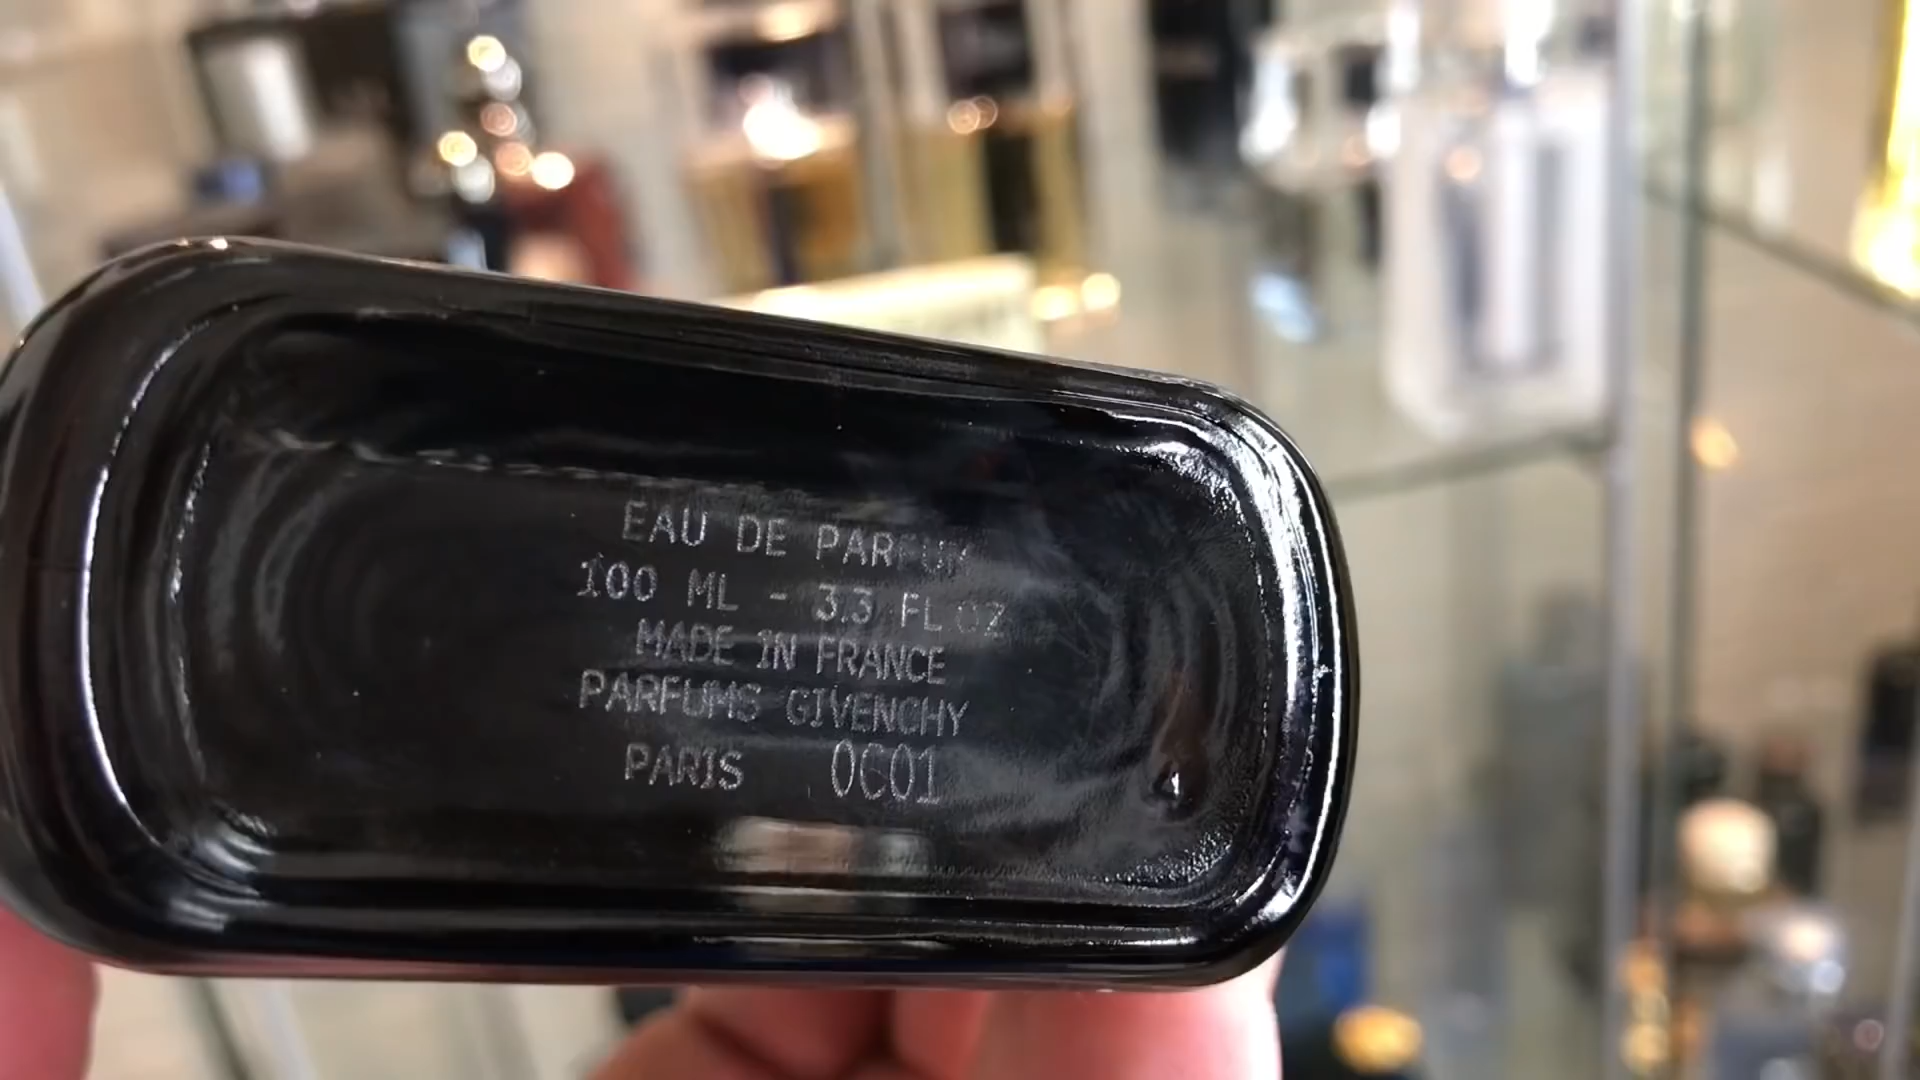 EAU DE PARFUM
100 ML - 3.3 FL OZ
MADE IN FRANCE
PARFUMS GIVENCHY
PARIS 0C01